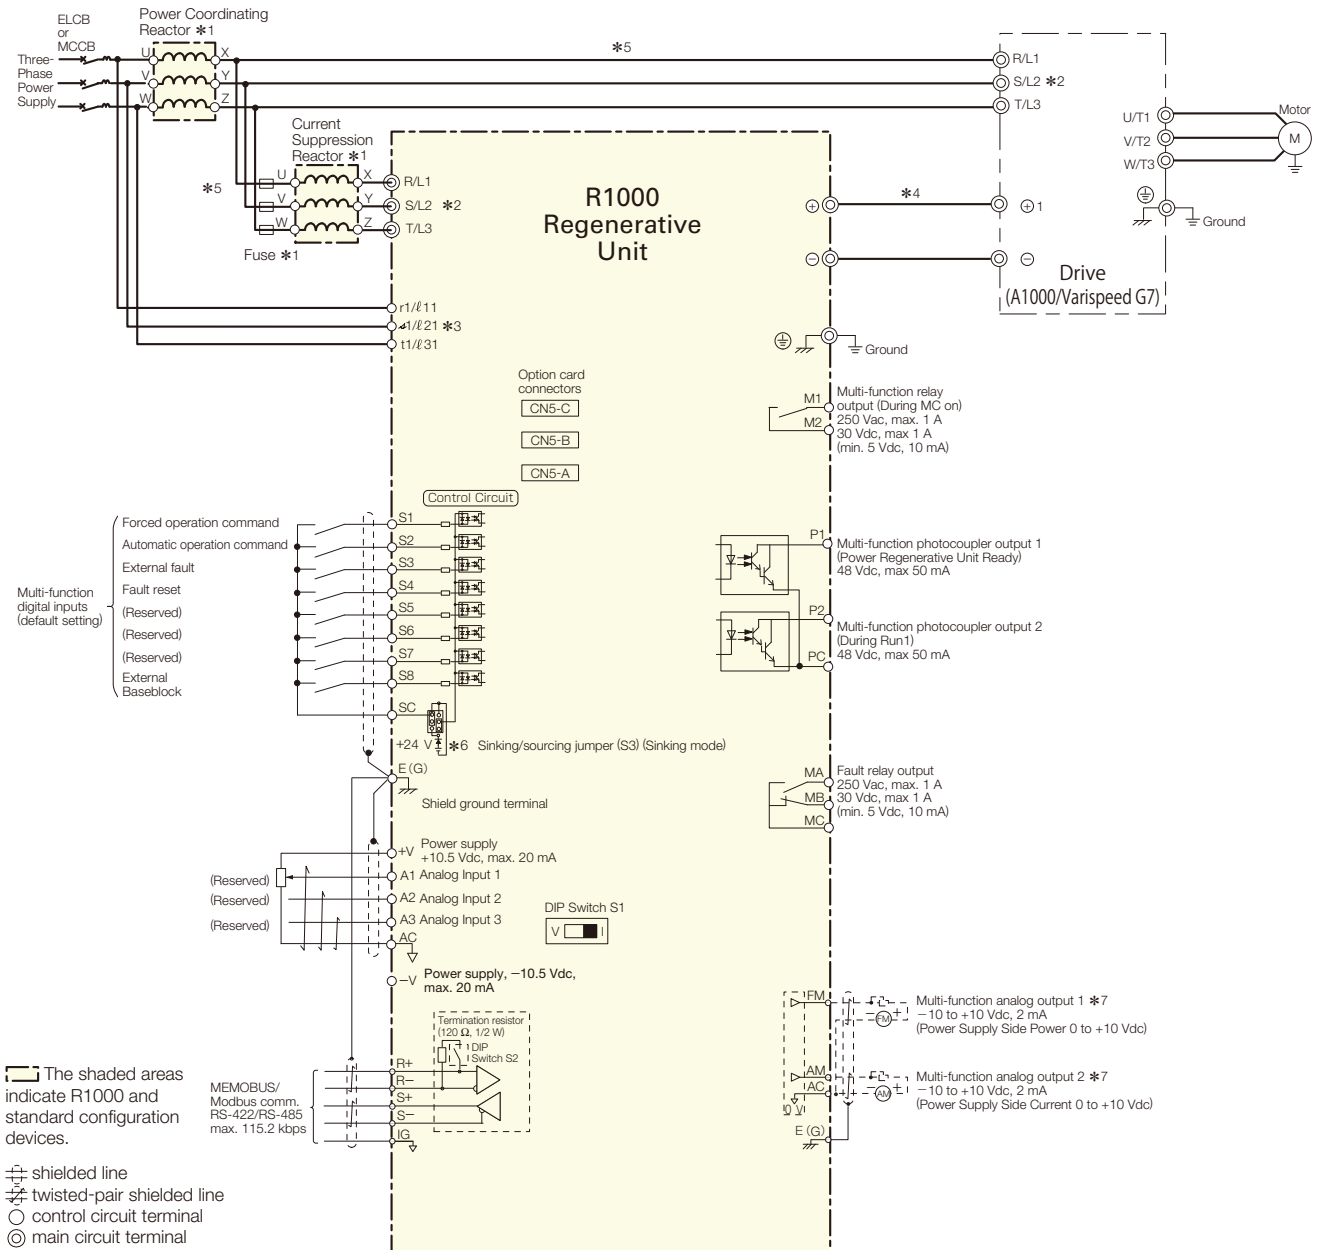 ELCB
or
MCCB
Three-
Phase
Power
Supply
Power Coordinating
Reactor ✻1
U
X
V
Y
W
Z
✻5
R/L1
S/L2 ✻2
T/L3
U/T1
V/T2
W/T3
Motor
M
Ground
Current
Suppression
Reactor ✻1
✻5
U
X
V
Y
W
Z
Fuse ✻1
R/L1
S/L2 ✻2
T/L3
R1000
Regenerative
Unit
+
✻4
+ 1
−
−
Drive
(A1000/Varispeed G7)
r1/ℓ11
1/ℓ21 ✻3
t1/ℓ31
Ground
Option card
connectors
CN5-C
CN5-B
CN5-A
M1
M2
Multi-function relay
output (During MC on)
250 Vac, max. 1 A
30 Vdc, max 1 A
(min. 5 Vdc, 10 mA)
Control Circuit
Multi-function
digital inputs
(default setting)
Forced operation command
Automatic operation command
External fault
Fault reset
(Reserved)
(Reserved)
(Reserved)
External
Baseblock
S1
S2
S3
S4
S5
S6
S7
S8
SC
+24 V
✻6 Sinking/sourcing jumper (S3) (Sinking mode)
E (G)
Shield ground terminal
P1
Multi-function photocoupler output 1
(Power Regenerative Unit Ready)
48 Vdc, max 50 mA
P2
PC
Multi-function photocoupler output 2
(During Run1)
48 Vdc, max 50 mA
MA
MB
MC
Fault relay output
250 Vac, max. 1 A
30 Vdc, max 1 A
(min. 5 Vdc, 10 mA)
+V Power supply
+10.5 Vdc, max. 20 mA
(Reserved)
A1 Analog Input 1
(Reserved)
A2 Analog Input 2
(Reserved)
A3 Analog Input 3
AC
−V Power supply, −10.5 Vdc,
max. 20 mA
DIP Switch S1
V I
FM
FM
− +
Multi-function analog output 1 ✻7
−10 to +10 Vdc, 2 mA
(Power Supply Side Power 0 to +10 Vdc)
AM
AC
0 V
AM
− +
Multi-function analog output 2 ✻7
−10 to +10 Vdc, 2 mA
(Power Supply Side Current 0 to +10 Vdc)
E (G)
Termination resistor
(120 Ω, 1/2 W)
DIP
Switch S2
MEMOBUS/
Modbus comm.
RS-422/RS-485
max. 115.2 kbps
R+
R−
S+
S−
IG
The shaded areas
indicate R1000 and
standard configuration
devices.
shielded line
twisted-pair shielded line
control circuit terminal
main circuit terminal